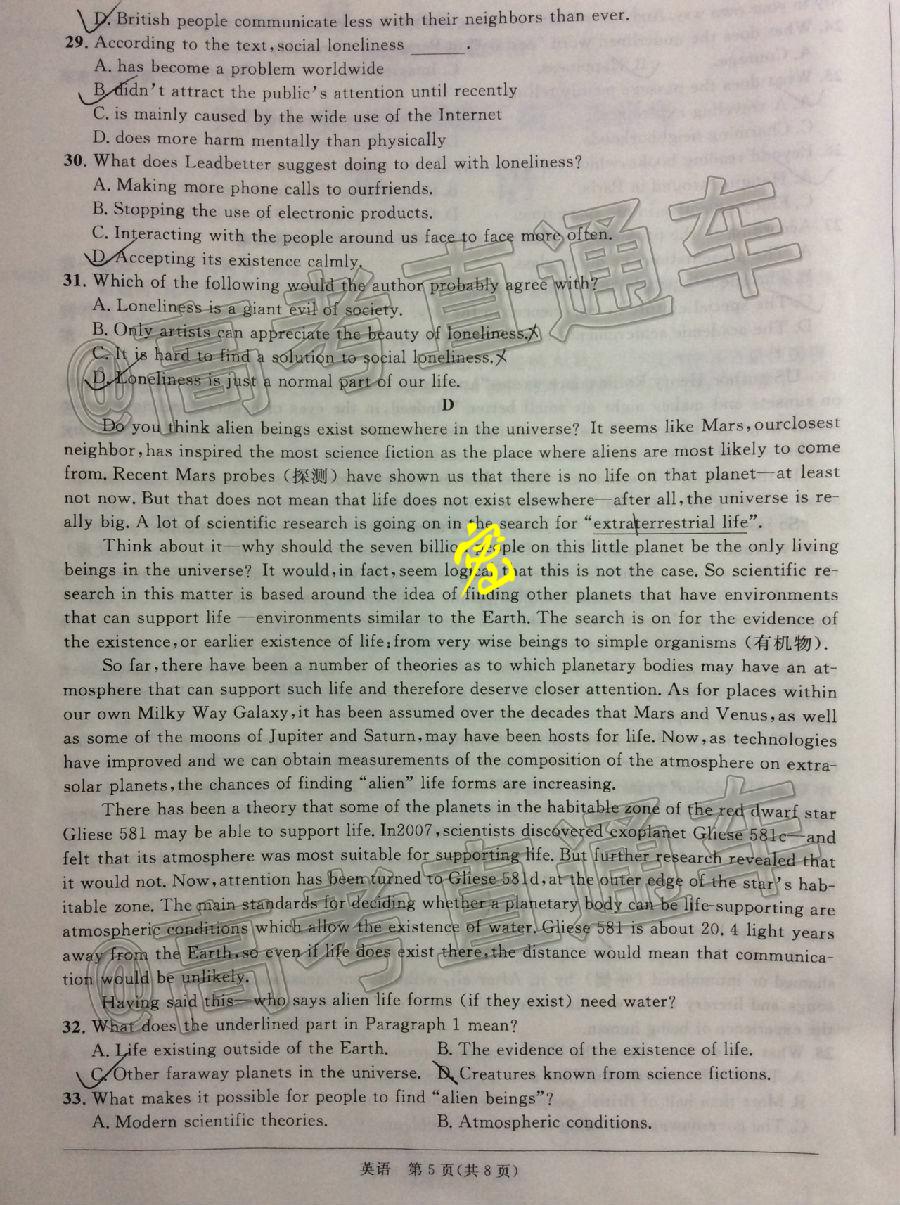 D. British people communicate less with their neighbors than ever.
29. According to the text,social loneliness ______.
A. has become a problem worldwide
B. didn't attract the public's attention until recently
C. is mainly caused by the wide use of the Internet
D. does more harm mentally than physically
30. What does Leadbetter suggest doing to deal with loneliness?
A. Making more phone calls to ourfriends.
B. Stopping the use of electronic products.
C. Interacting with the people around us face to face more often.
D. Accepting its existence calmly.
31. Which of the following would the author probably agree with?
A. Loneliness is a giant evil of society.
B. Only artists can appreciate the beauty of loneliness.
C. It is hard to find a solution to social loneliness.
D. Loneliness is just a normal part of our life.
D
Do you think alien beings exist somewhere in the universe? It seems like Mars,ourclosest
neighbor,has inspired the most science fiction as the place where aliens are most likely to come
from. Recent Mars probes (探测) have shown us that there is no life on that planet—at least
not now. But that does not mean that life does not exist elsewhere—after all,the universe is re-
ally big. A lot of scientific research is going on in the search for "extraterrestrial life".
Think about it—why should the seven billion people on this little planet be the only living
beings in the universe? It would,in fact,seem logical that this is not the case. So scientific re-
search in this matter is based around the idea of finding other planets that have environments
that can support life —environments similar to the Earth. The search is on for the evidence of
the existence,or earlier existence of life;from very wise beings to simple organisms (有机物).
So far,there have been a number of theories as to which planetary bodies may have an at-
mosphere that can support such life and therefore deserve closer attention. As for places within
our own Milky Way Galaxy,it has been assumed over the decades that Mars and Venus,as well
as some of the moons of Jupiter and Saturn,may have been hosts for life. Now,as technologies
have improved and we can obtain measurements of the composition of the atmosphere on extra-
solar planets,the chances of finding "alien" life forms are increasing.
There has been a theory that some of the planets in the habitable zone of the red dwarf star
Gliese 581 may be able to support life. In2007,scientists discovered exoplanet Gliese 581c—and
felt that its atmosphere was most suitable for supporting life. But further research revealed that
it would not. Now,attention has been turned to Gliese 581d,at the outer edge of the star's hab-
itable zone. The main standards for deciding whether a planetary body can be life-supporting are
atmospheric conditions which allow the existence of water. Gliese 581 is about 20.4 light years
away from the Earth,so even if life does exist there,the distance would mean that communica-
tion would be unlikely.
Having said this—who says alien life forms (if they exist) need water?
32. What does the underlined part in Paragraph 1 mean?
A. Life existing outside of the Earth. B. The evidence of the existence of life.
C. Other faraway planets in the universe. D. Creatures known from science fictions.
33. What makes it possible for people to find "alien beings"?
A. Modern scientific theories. B. Atmospheric conditions.
英语 第5页(共8页)
@高考直通车
@高考直通车